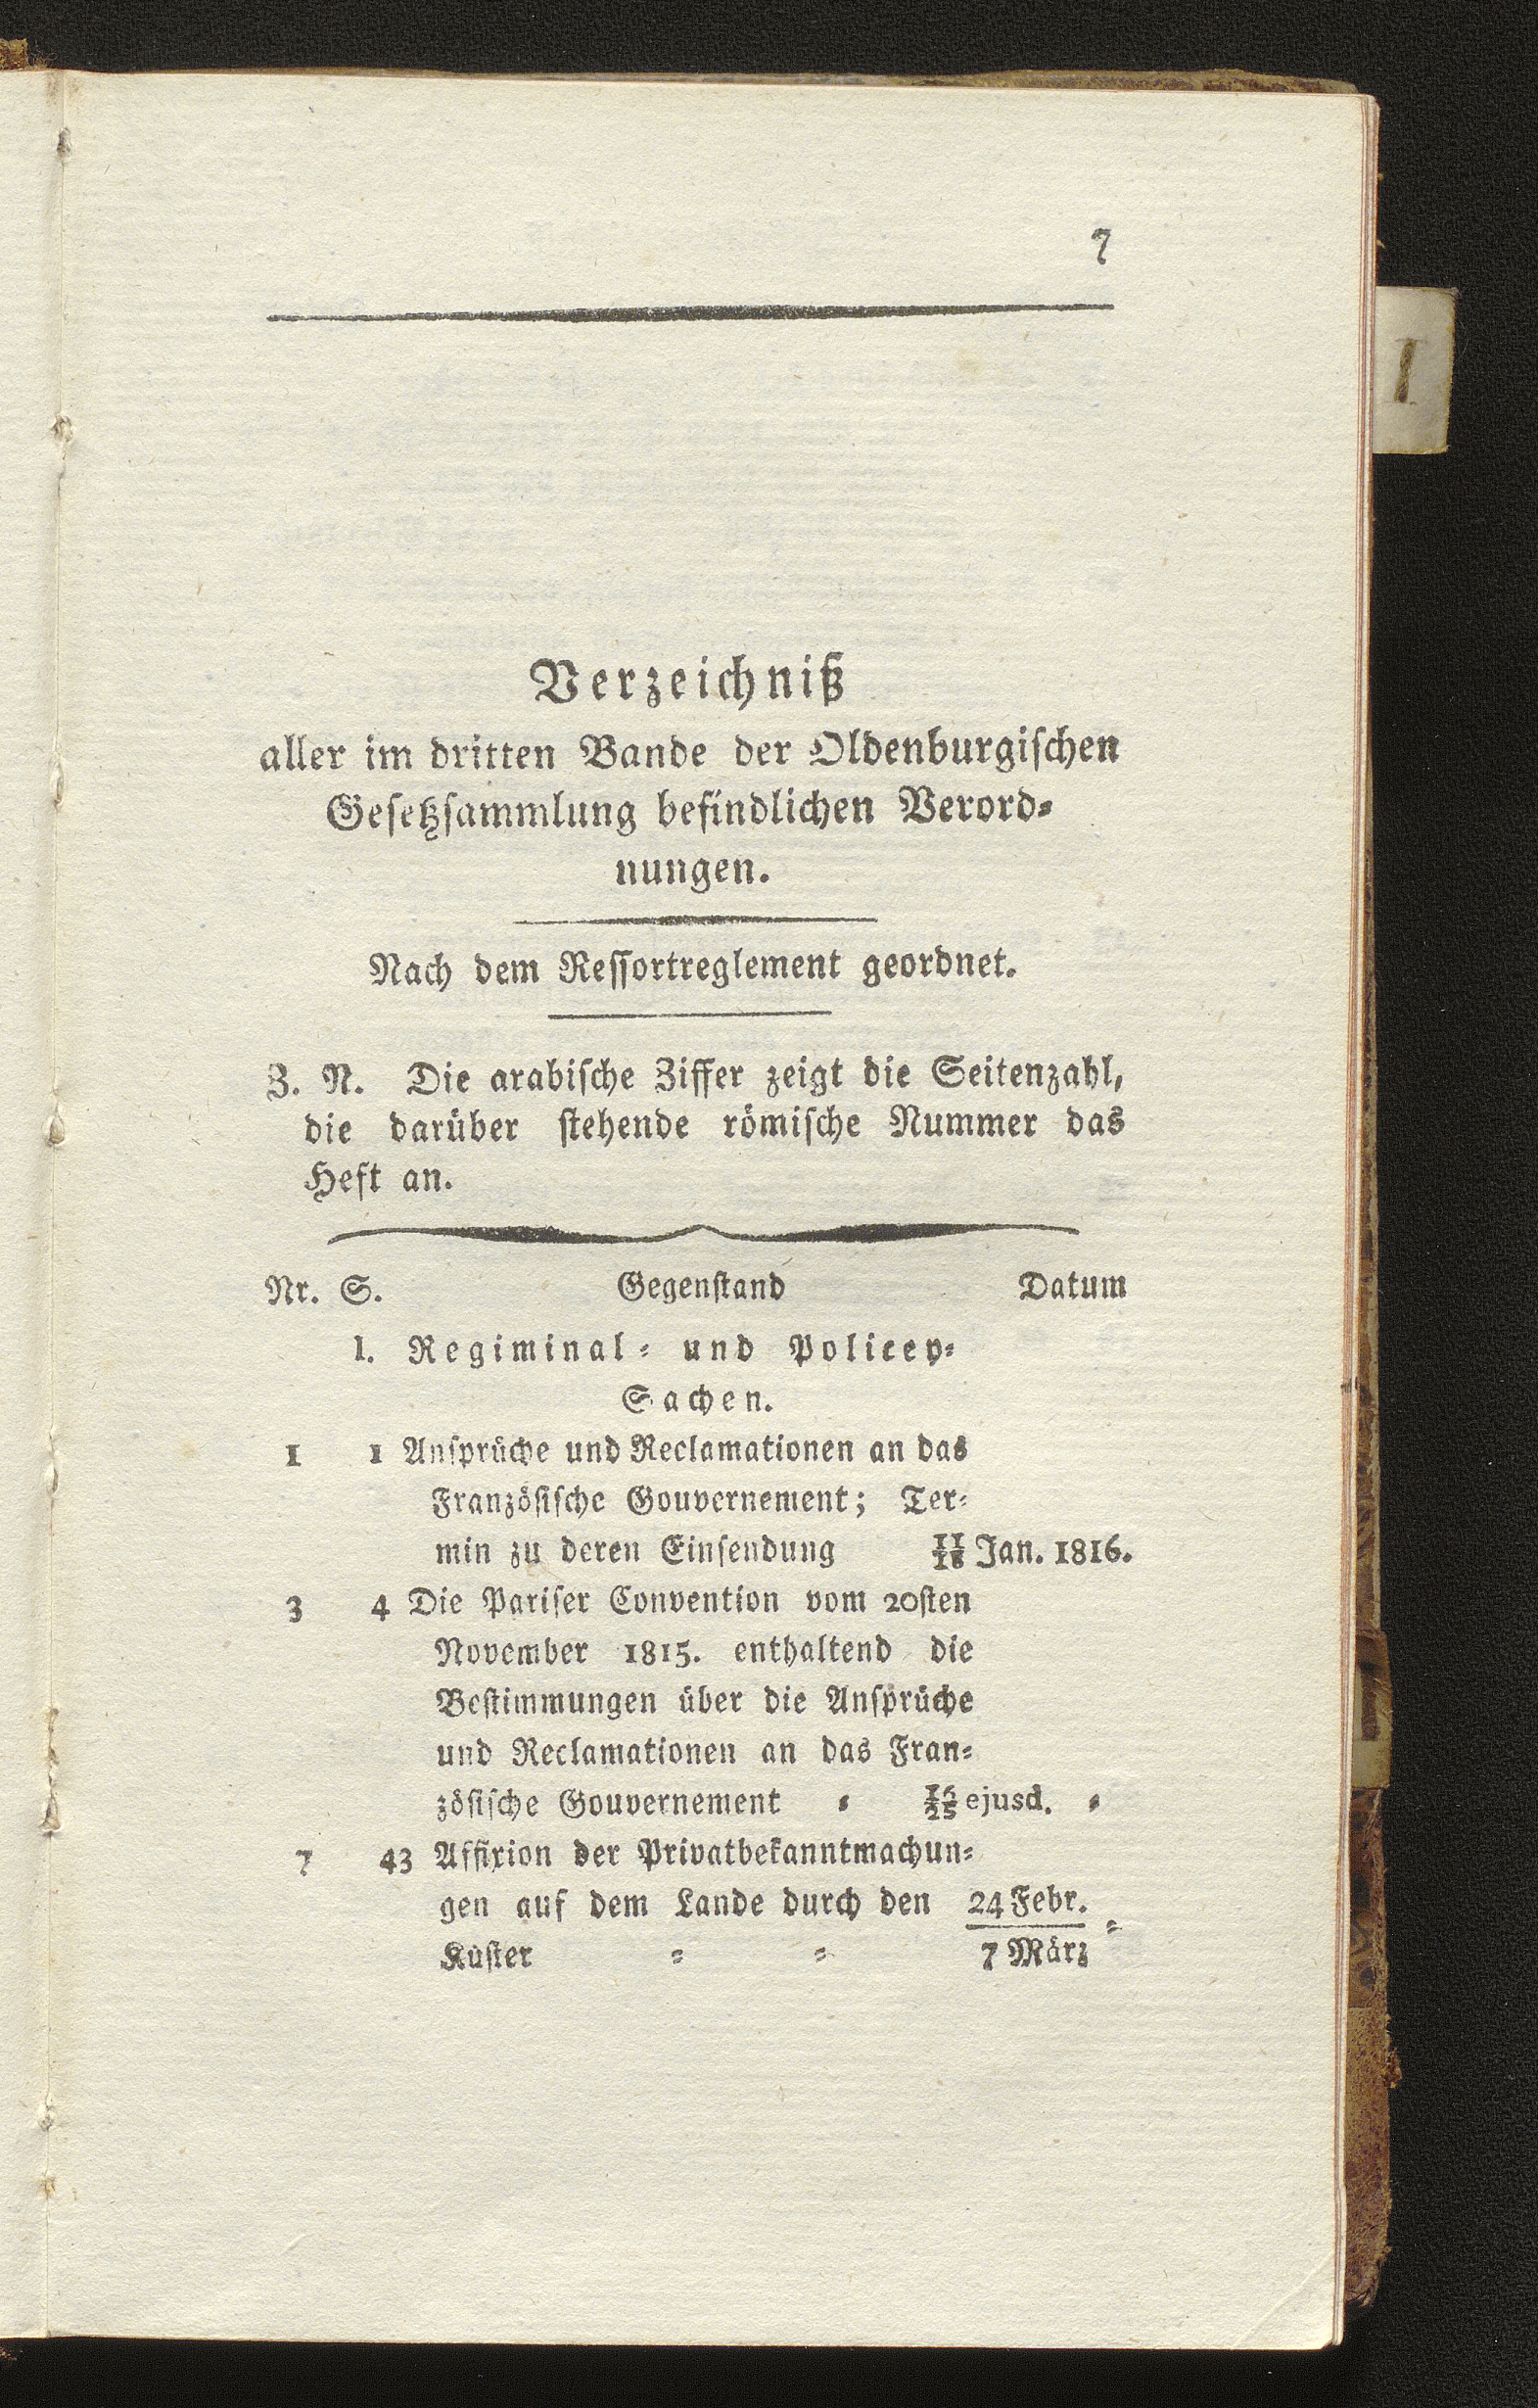 7
I
Verzeichniß
aller im dritten Bande der Oldenburgischen
Gesetzsammlung befindlichen Verord-
nungen.
Nach dem Ressortreglement geordnet.
Z. N. Die arabische Ziffer zeigt die Seitenzahl,
die darüber stehende römische Nummer das
Heft an.
Nr. S. Gegenstand Datum
I. Regiminal- und Policey-
Sachen.
1 1 Ansprüche und Reclamationen an das
Französische Gouvernement; Ter-
min zu deren Einsendung 11/18 Jan. 1816.
3 4 Die Pariser Convention vom 20sten
November 1815. enthaltend die
Bestimmungen über die Ansprüche
und Reclamationen an das Fran-
zösische Gouvernement - 16/25 ejusd. -
7 43 Affixion der Privatbekanntmachun-
gen auf dem Lande durch den 24 Febr.
Küster - - 7 März -